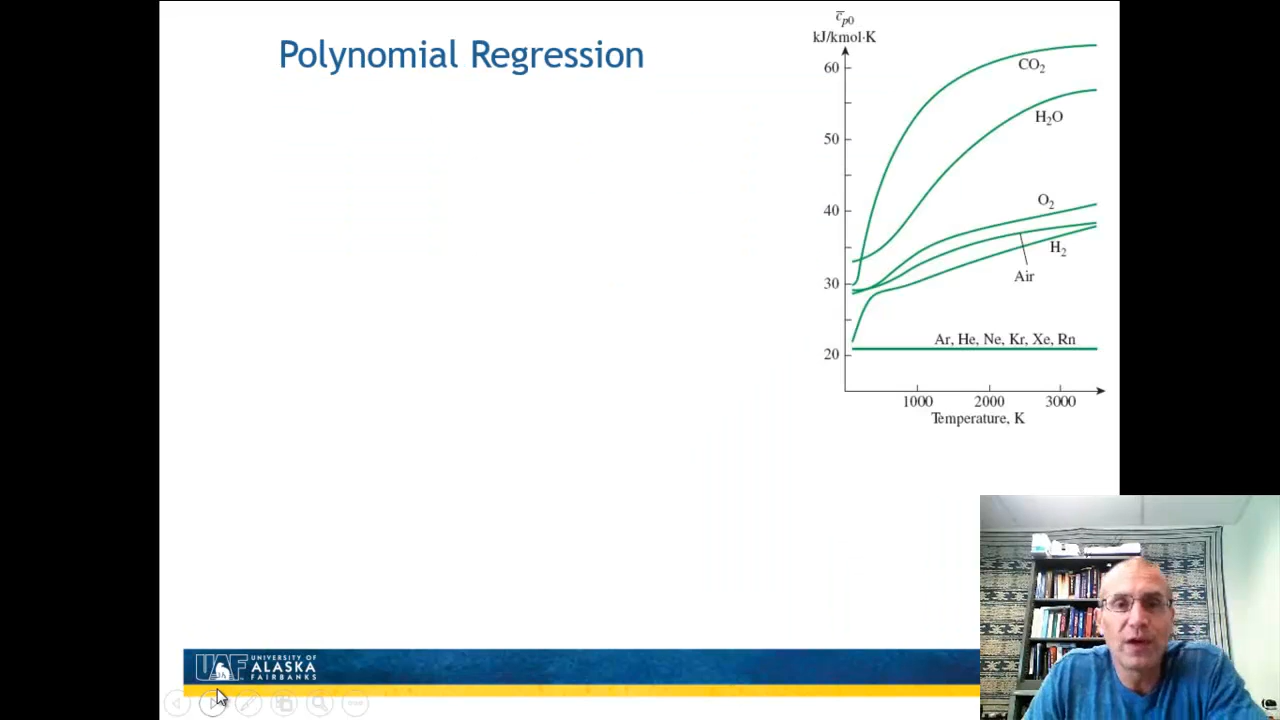 Polynomial Regression
c̅p0
kJ/kmol·K
60
50
40
30
20
CO2
H2O
O2
H2
Air
Ar, He, Ne, Kr, Xe, Rn
1000 2000 3000
Temperature, K
UAF
UNIVERSITY OF
ALASKA
FAIRBANKS